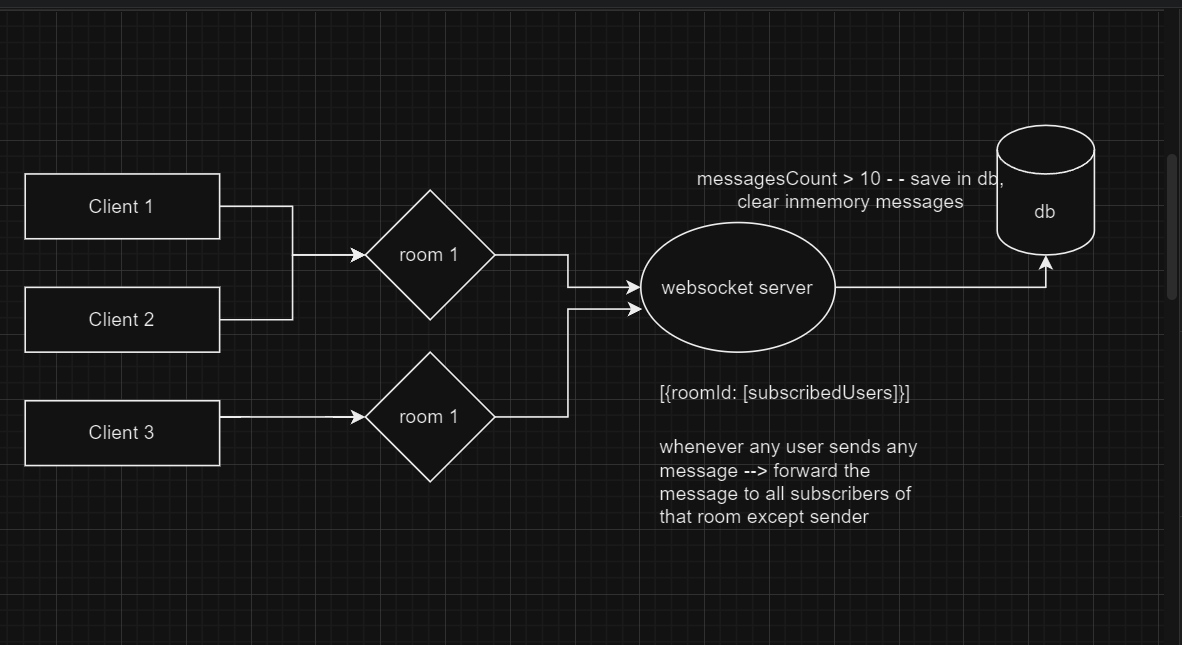 messagesCount > 10 - - save in db,
clear inmemory messages
db
Client 1
room 1
websocket server
Client 2
room 1
Client 3
[{roomId: [subscribedUsers]}]
whenever any user sends any
message --> forward the
message to all subscribers of
that room except sender